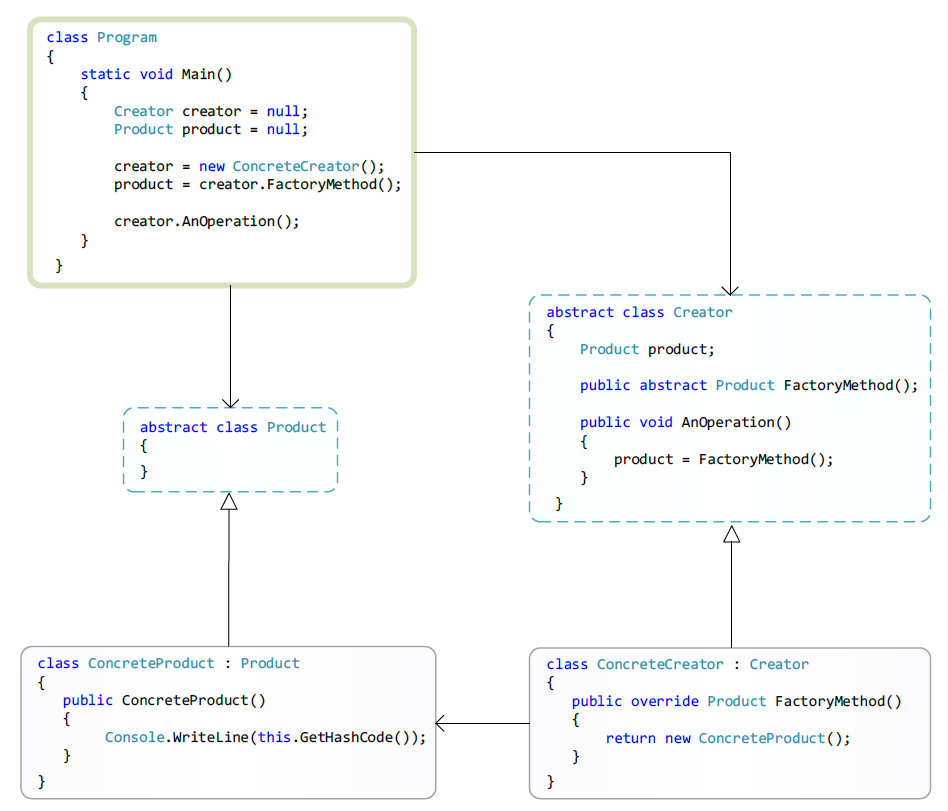 class Program
{
    static void Main()
    {
        Creator creator = null;
        Product product = null;

        creator = new ConcreteCreator();
        product = creator.FactoryMethod();

        creator.AnOperation();
    }
}
abstract class Creator
{
    Product product;

    public abstract Product FactoryMethod();

    public void AnOperation()
    {
        product = FactoryMethod();
    }
}
abstract class Product
{
}
class ConcreteProduct : Product
{
    public ConcreteProduct()
    {
        Console.WriteLine(this.GetHashCode());
    }
}
class ConcreteCreator : Creator
{
    public override Product FactoryMethod()
    {
        return new ConcreteProduct();
    }
}